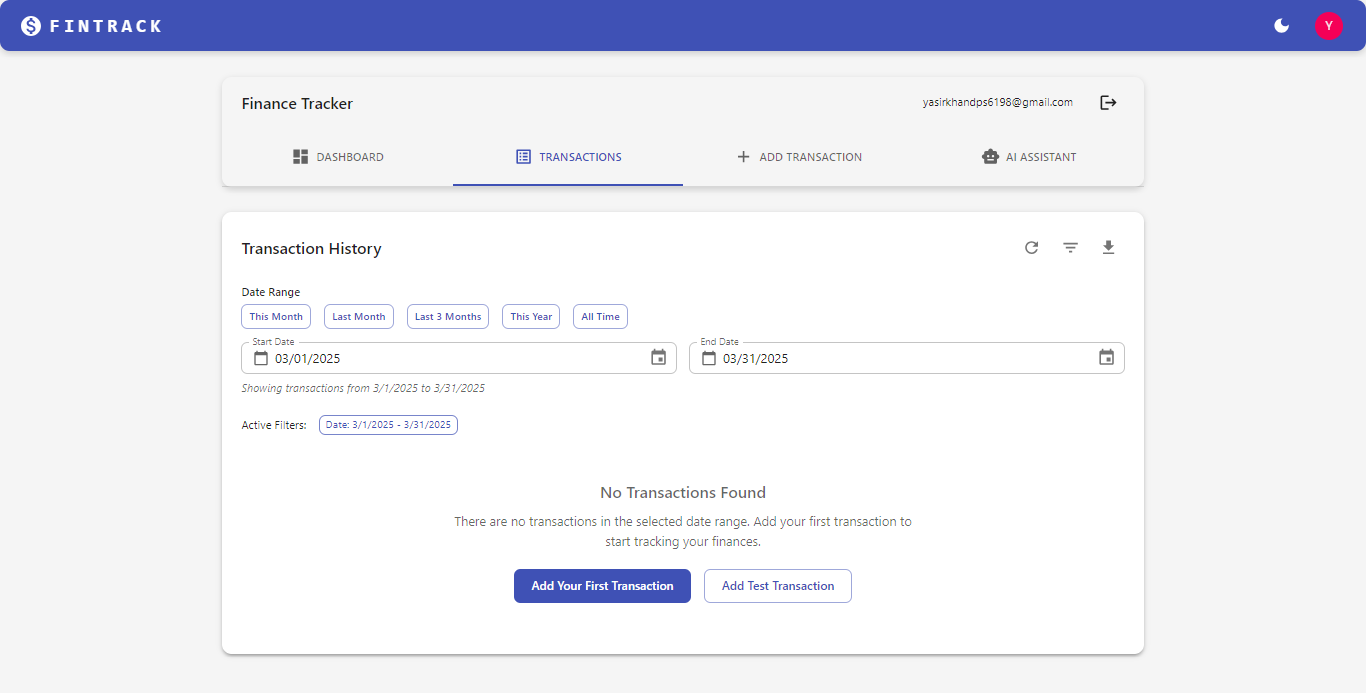 FINTRACK
Y
Finance Tracker
yasirkhandps6198@gmail.com
DASHBOARD
TRANSACTIONS
ADD TRANSACTION
AI ASSISTANT
Transaction History
Date Range
This Month
Last Month
Last 3 Months
This Year
All Time
Start Date
03/01/2025
End Date
03/31/2025
Showing transactions from 3/1/2025 to 3/31/2025
Active Filters:
Date: 3/1/2025 - 3/31/2025
No Transactions Found
There are no transactions in the selected date range. Add your first transaction to
start tracking your finances.
Add Your First Transaction
Add Test Transaction